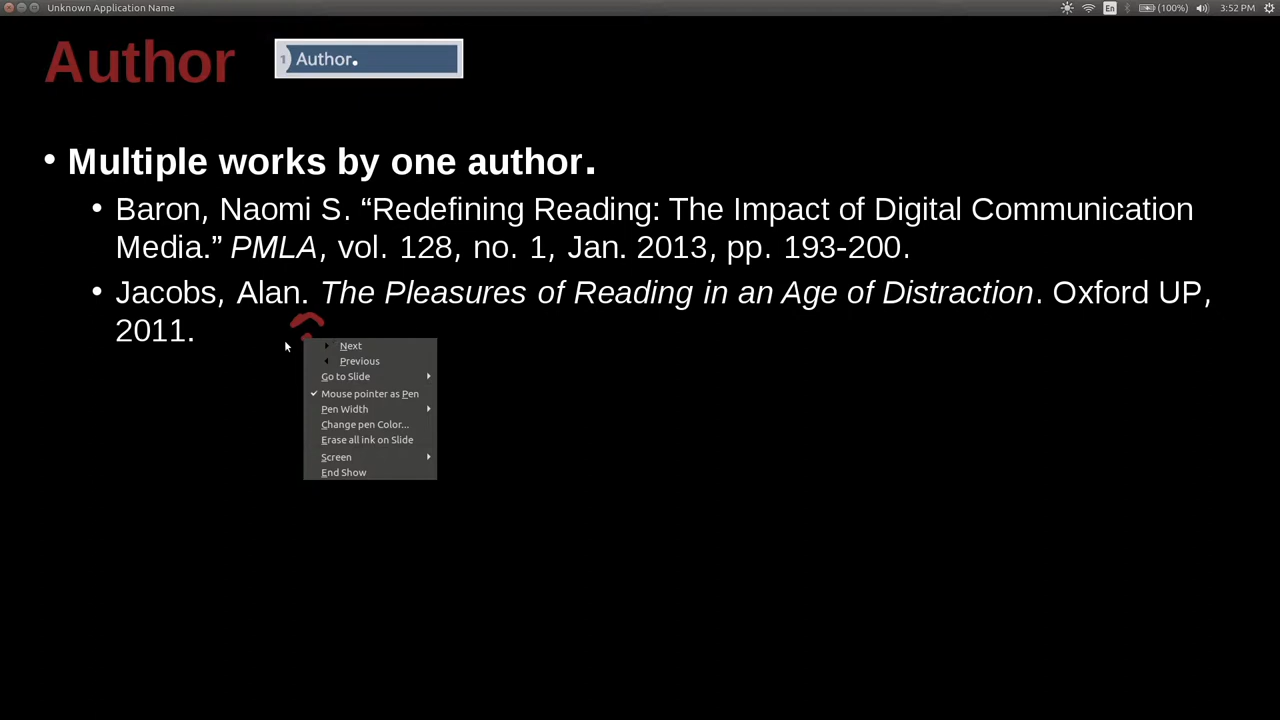 Unknown Application Name
En
(100%)
3:52 PM
Author
1 Author.
• Multiple works by one author.
• Baron, Naomi S. “Redefining Reading: The Impact of Digital Communication
Media.” PMLA, vol. 128, no. 1, Jan. 2013, pp. 193-200.
• Jacobs, Alan. The Pleasures of Reading in an Age of Distraction. Oxford UP,
2011.
Next
Previous
Go to Slide
Mouse pointer as Pen
Pen Width
Change pen Color...
Erase all ink on Slide
Screen
End Show